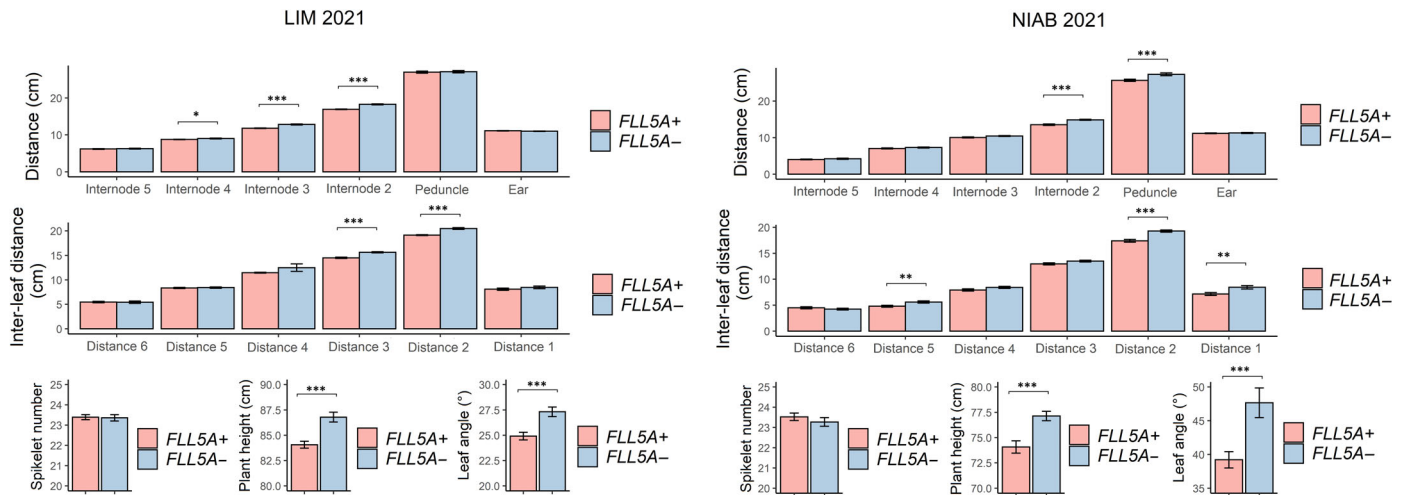 LIM 2021
NIAB 2021
Distance (cm)
20
10
0
* *** ***
Internode 5 Internode 4 Internode 3 Internode 2 Peduncle Ear
FLL5A+
FLL5A−
Distance (cm)
20
10
0
*** ***
Internode 5 Internode 4 Internode 3 Internode 2 Peduncle Ear
FLL5A+
FLL5A−
Inter-leaf distance
(cm)
20
15
10
5
0
*** ***
Distance 6 Distance 5 Distance 4 Distance 3 Distance 2 Distance 1
FLL5A+
FLL5A−
Inter-leaf distance
(cm)
20
15
10
5
0
** *** **
Distance 6 Distance 5 Distance 4 Distance 3 Distance 2 Distance 1
FLL5A+
FLL5A−
Spikelet number
24
23
22
21
20
FLL5A+
FLL5A−
Plant height (cm)
90.0
87.5
85.0
82.5
80.0
***
FLL5A+
FLL5A−
Leaf angle (°)
30.0
27.5
25.0
22.5
20.0
***
FLL5A+
FLL5A−
Spikelet number
24
23
22
21
20
FLL5A+
FLL5A−
Plant height (cm)
80.0
77.5
75.0
72.5
70.0
***
FLL5A+
FLL5A−
Leaf angle (°)
50
45
40
35
***
FLL5A+
FLL5A−